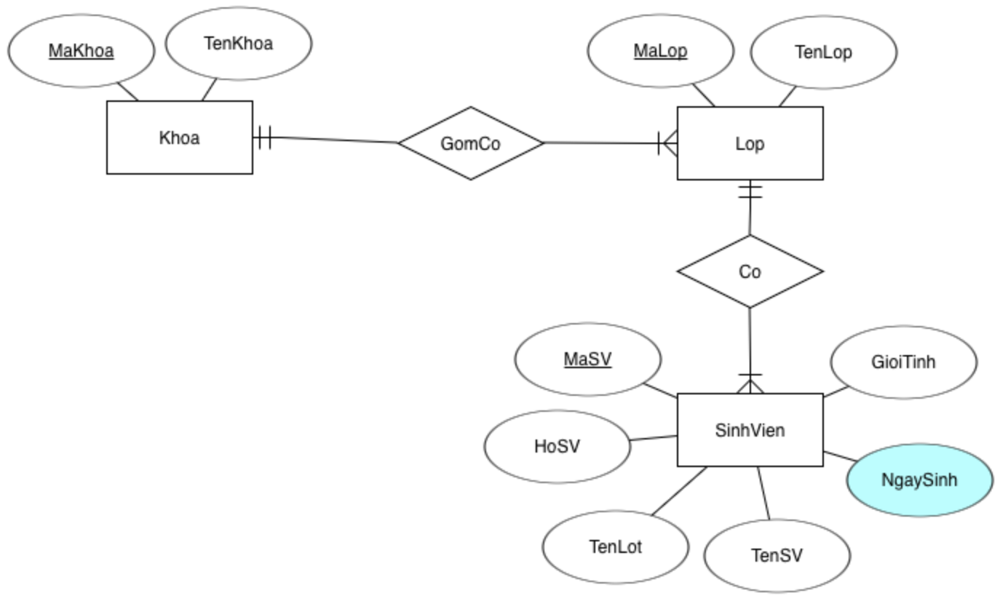 MaKhoa
TenKhoa
MaLop
TenLop
Khoa
GomCo
Lop
Co
MaSV
GioiTinh
SinhVien
HoSV
NgaySinh
TenLot
TenSV